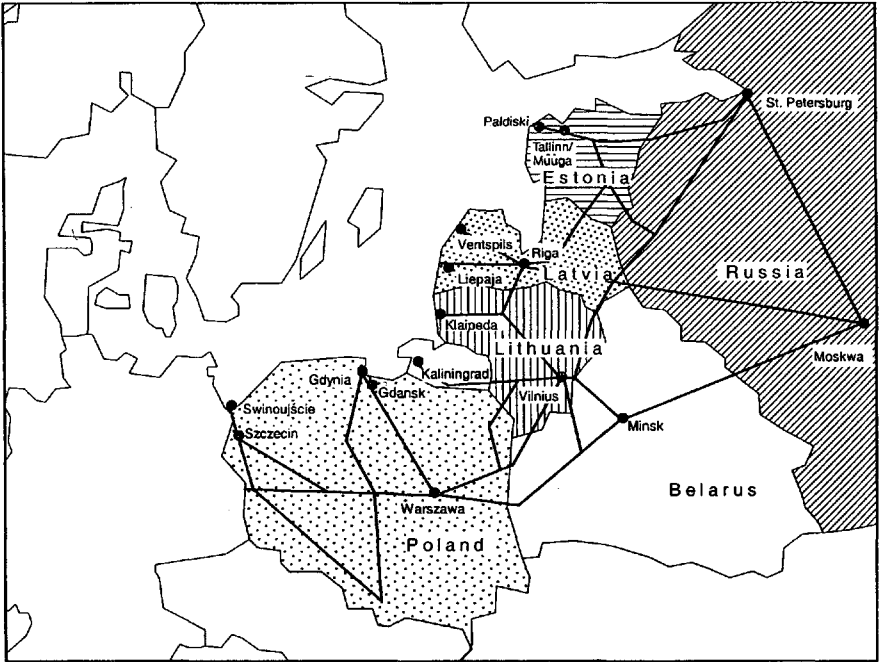 St. Petersburg
Paldiski
Tallinn/
Muuga
Estonia
Ventspils
Riga
Latvia
Liepaja
Russia
Klaipeda
Lithuania
Moskwa
Kaliningrad
Gdynia
Gdansk
Vilnius
Swinoujście
Minsk
Szczecin
Belarus
Warszawa
Poland